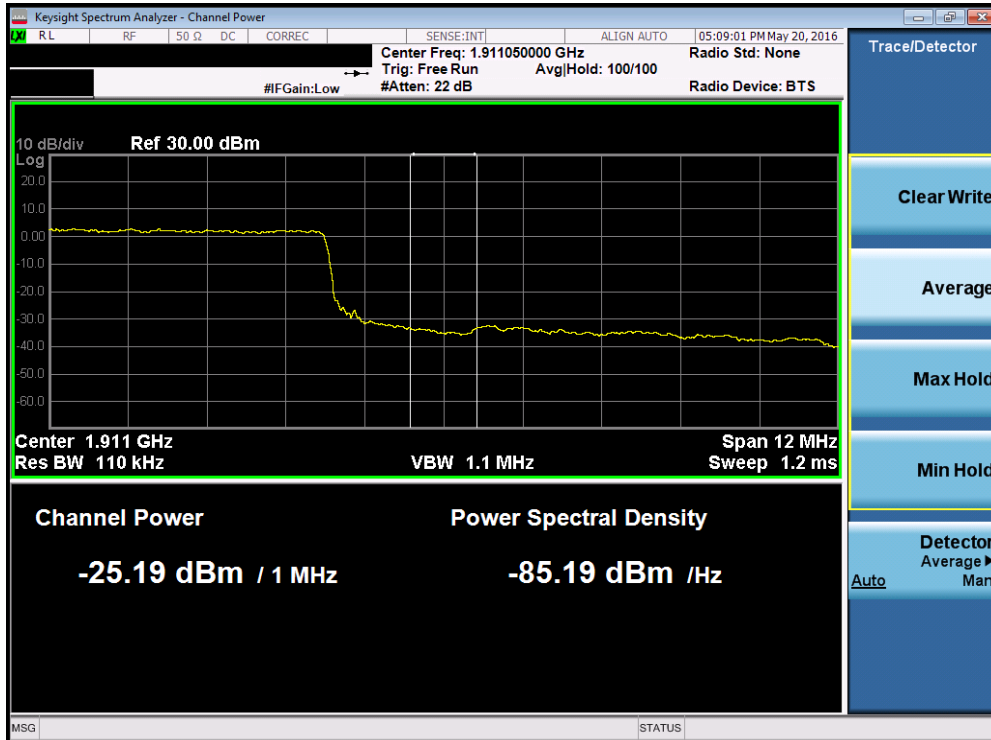 Keysight Spectrum Analyzer - Channel Power
LXI RL RF 50 Ω DC CORREC SENSE:INT ALIGN AUTO 05:09:01 PM May 20, 2016
Center Freq: 1.911050000 GHz Radio Std: None
Trig: Free Run Avg|Hold: 100/100
#IFGain:Low #Atten: 22 dB Radio Device: BTS
10 dB/div Ref 30.00 dBm
Log
20.0
10.0
0.00
-10.0
-20.0
-30.0
-40.0
-50.0
-60.0
Center 1.911 GHz Span 12 MHz
Res BW 110 kHz VBW 1.1 MHz Sweep 1.2 ms
Channel Power Power Spectral Density
-25.19 dBm / 1 MHz -85.19 dBm /Hz
MSG STATUS
Trace/Detector
Clear Write
Average
Max Hold
Min Hold
Detector
Average▶
Auto Man